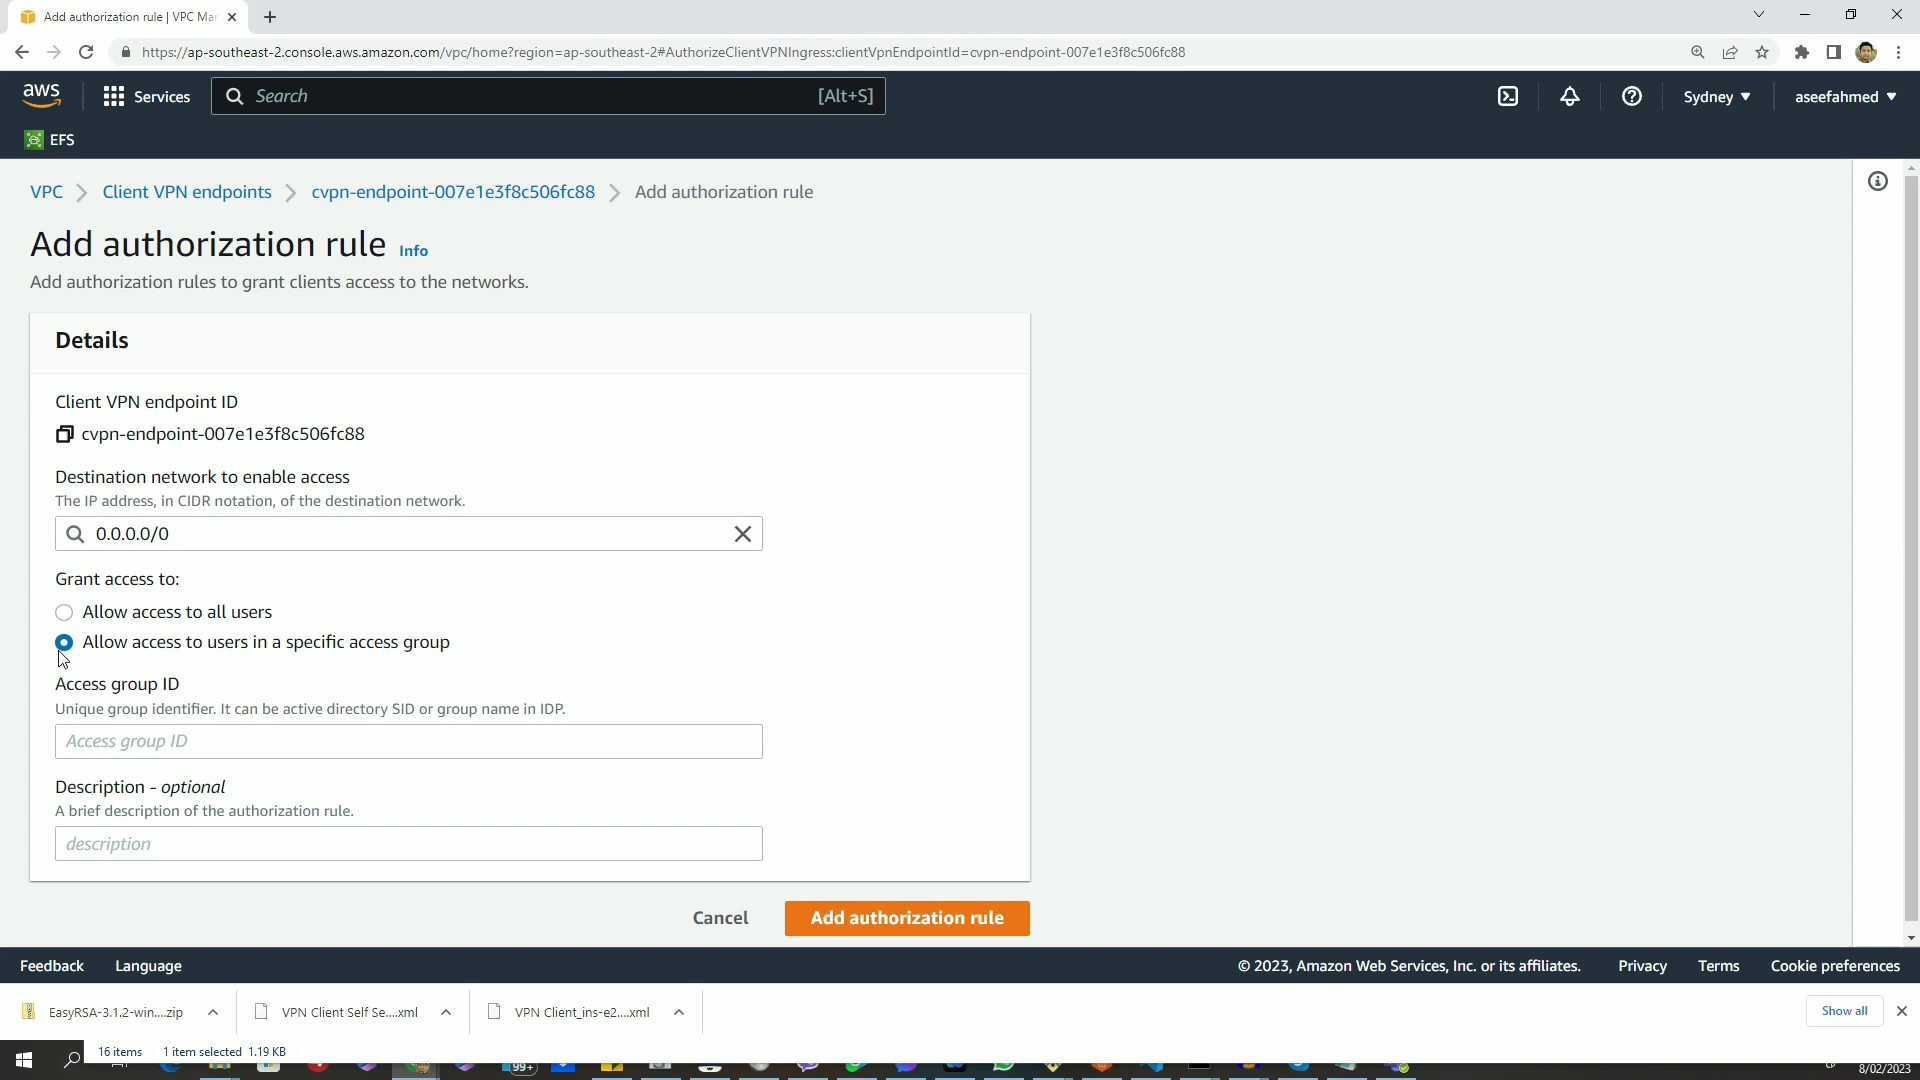 Add authorization rule | VPC Mar
https://ap-southeast-2.console.aws.amazon.com/vpc/home?region=ap-southeast-2#AuthorizeClientVPNIngress:clientVpnEndpointId=cvpn-endpoint-007e1e3f8c506fc88
aws
Services
Search
[Alt+S]
Sydney
aseefahmed
EFS
VPC
Client VPN endpoints
cvpn-endpoint-007e1e3f8c506fc88
Add authorization rule
Add authorization rule Info
Add authorization rules to grant clients access to the networks.
Details
Client VPN endpoint ID
cvpn-endpoint-007e1e3f8c506fc88
Destination network to enable access
The IP address, in CIDR notation, of the destination network.
0.0.0.0/0
Grant access to:
Allow access to all users
Allow access to users in a specific access group
Access group ID
Unique group identifier. It can be active directory SID or group name in IDP.
Access group ID
Description - optional
A brief description of the authorization rule.
description
Cancel
Add authorization rule
Feedback
Language
© 2023, Amazon Web Services, Inc. or its affiliates.
Privacy
Terms
Cookie preferences
EasyRSA-3.1.2-win....zip
VPN Client Self Se....xml
VPN Client_ins-e2....xml
Show all
16 items
1 item selected 1.19 KB
99+
8/02/2023